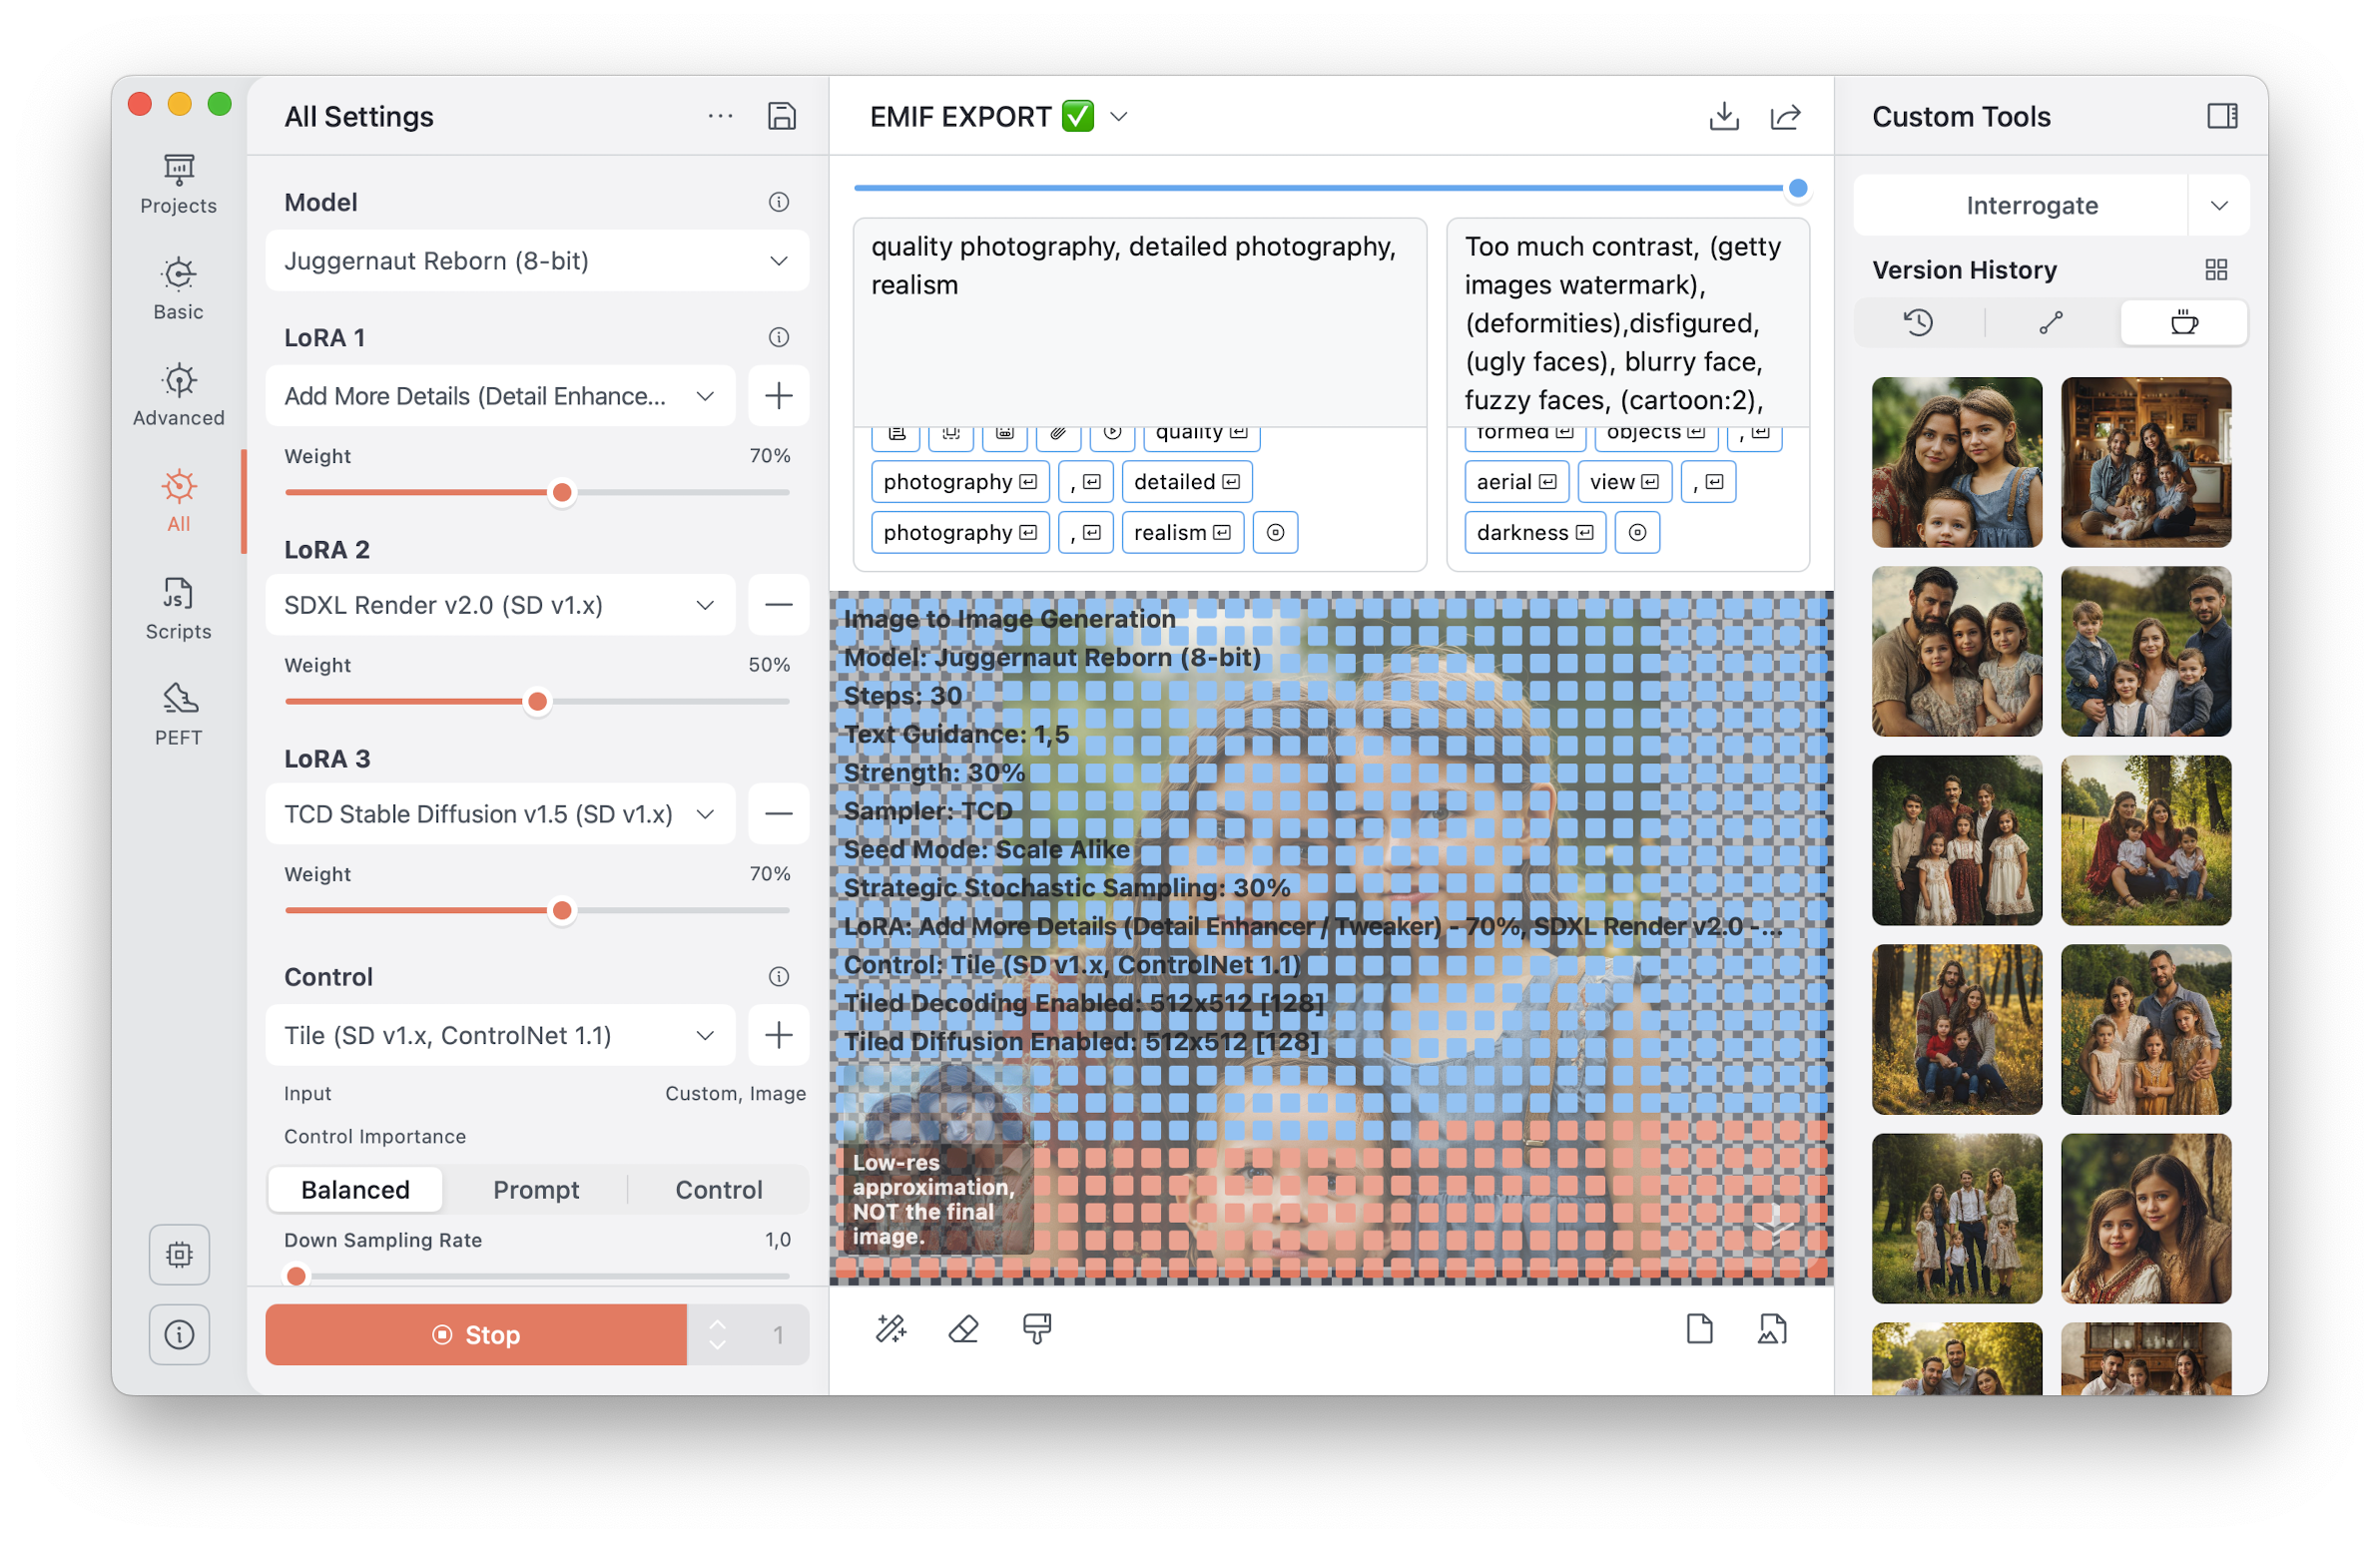 All Settings
···
EMIF EXPORT ✅
Custom Tools
Projects
Basic
Advanced
All
JS
Scripts
PEFT
Model
Juggernaut Reborn (8-bit)
LoRA 1
Add More Details (Detail Enhance...
Weight 70%
LoRA 2
SDXL Render v2.0 (SD v1.x)
Weight 50%
LoRA 3
TCD Stable Diffusion v1.5 (SD v1.x)
Weight 70%
Control
Tile (SD v1.x, ControlNet 1.1)
Input Custom, Image
Control Importance
Balanced Prompt Control
Down Sampling Rate 1,0
Stop 1
quality photography, detailed photography,
realism
quality
photography , detailed
photography , realism
Too much contrast, (getty
images watermark),
(deformities),disfigured,
(ugly faces), blurry face,
fuzzy faces, (cartoon:2),
formed objects ,
aerial view ,
darkness
Image to Image Generation
Model: Juggernaut Reborn (8-bit)
Steps: 30
Text Guidance: 1,5
Strength: 30%
Sampler: TCD
Seed Mode: Scale Alike
Strategic Stochastic Sampling: 30%
LoRA: Add More Details (Detail Enhancer / Tweaker) - 70%, SDXL Render v2.0 -...
Control: Tile (SD v1.x, ControlNet 1.1)
Tiled Decoding Enabled: 512x512 [128]
Tiled Diffusion Enabled: 512x512 [128]
Low-res
approximation,
NOT the final
image.
Interrogate
Version History